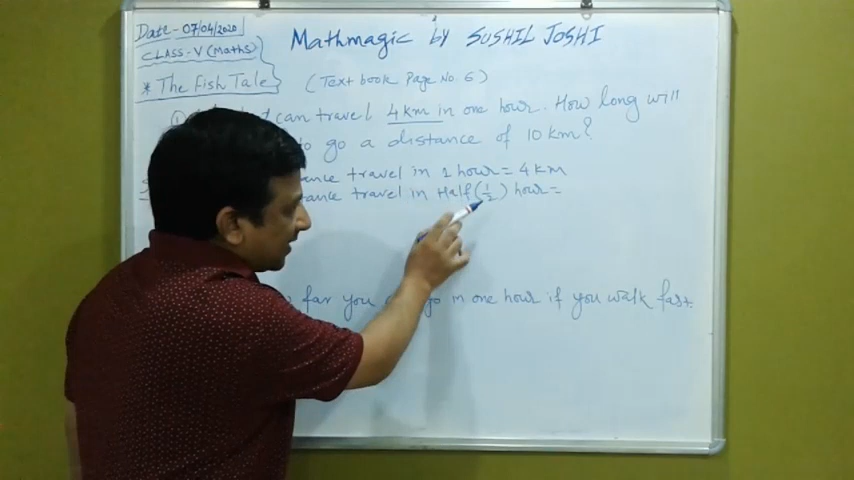 Date - 07/04/2020
Mathmagic by SUSHIL JOSHI
CLASS-V (Maths)
* The Fish Tale (Text book Page No. 6)
① can travel 4 km in one hour. How long will
to go a distance of 10 km?
travel in 1 hour = 4 KM
travel in Half (1/2) hour =
far you go in one hour if you walk fast.